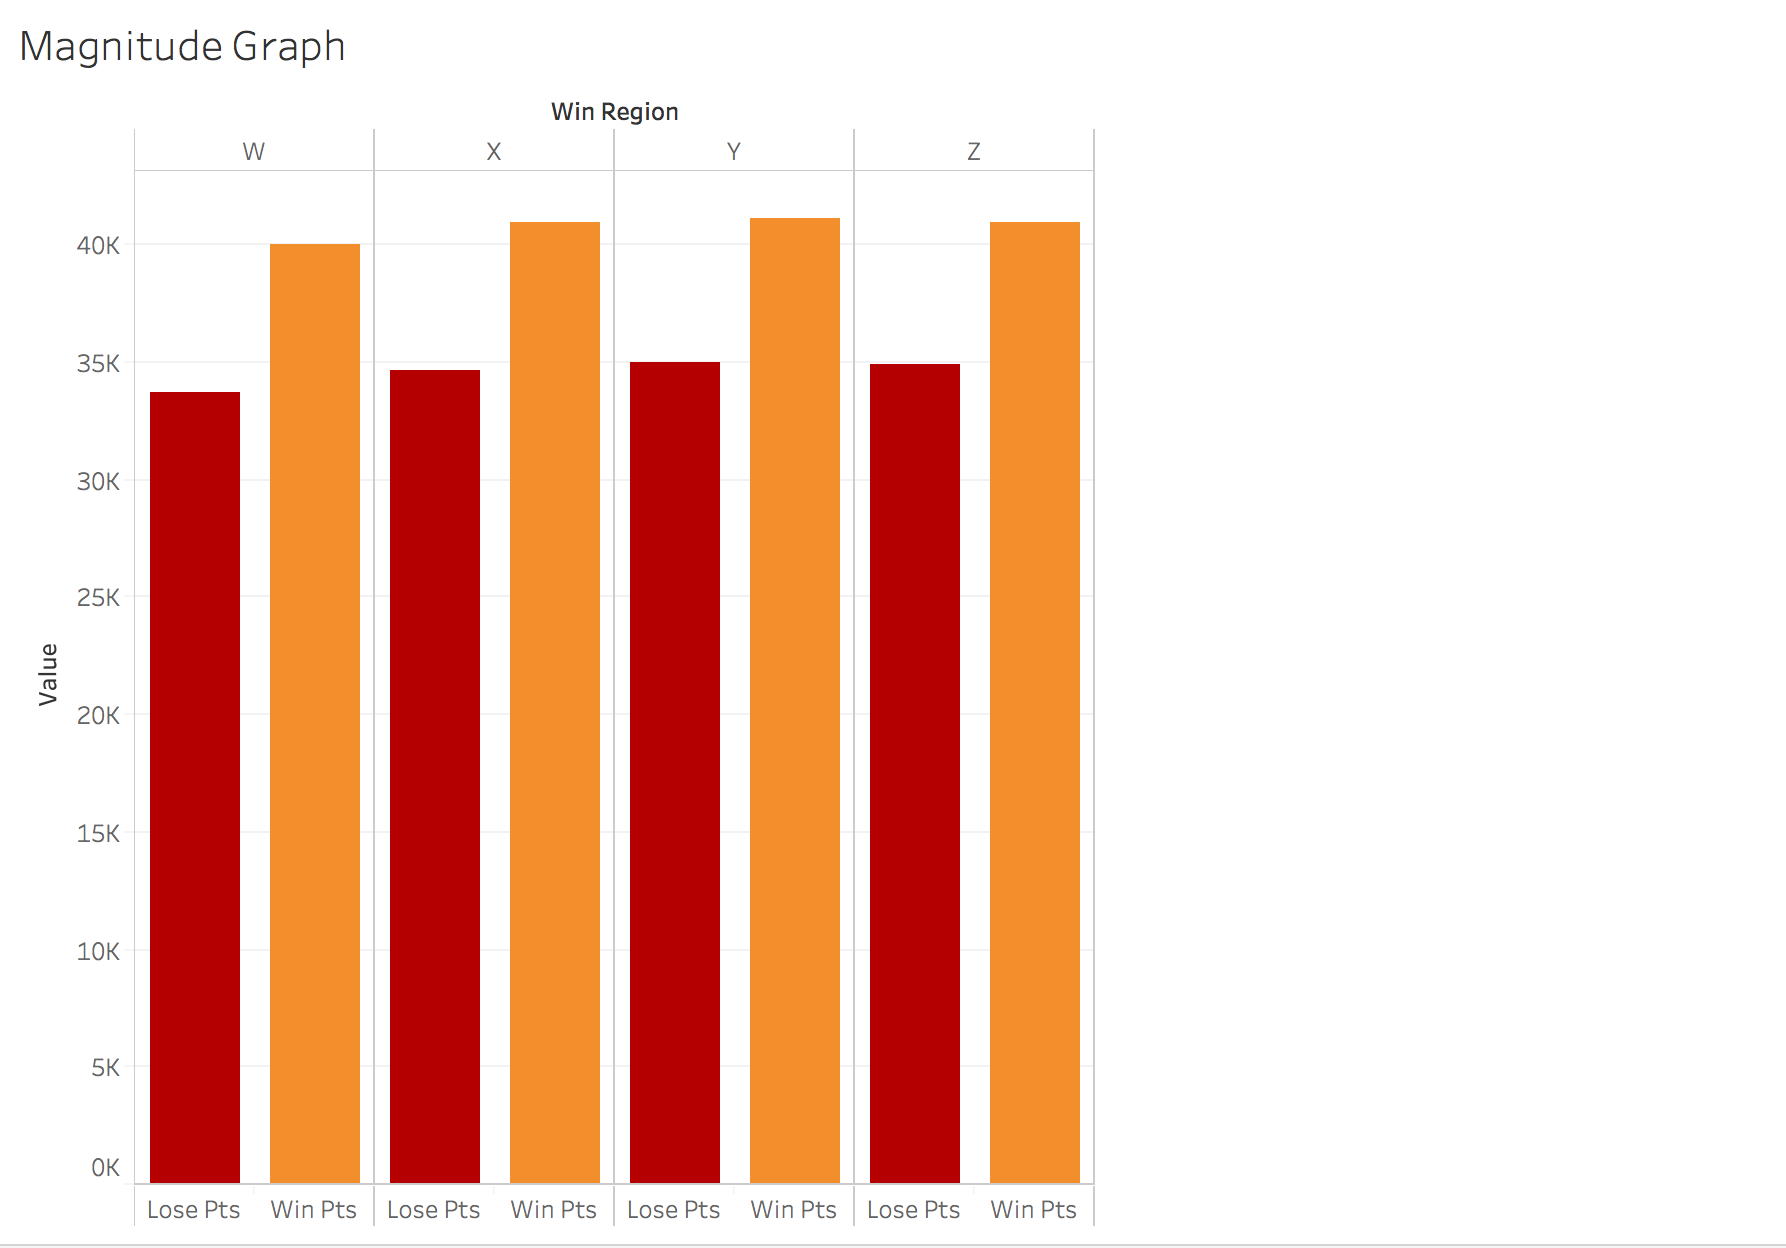 Magnitude Graph
Win Region
W X Y Z
40K
35K
30K
25K
20K
15K
10K
5K
0K
Value
Lose Pts Win Pts Lose Pts Win Pts Lose Pts Win Pts Lose Pts Win Pts